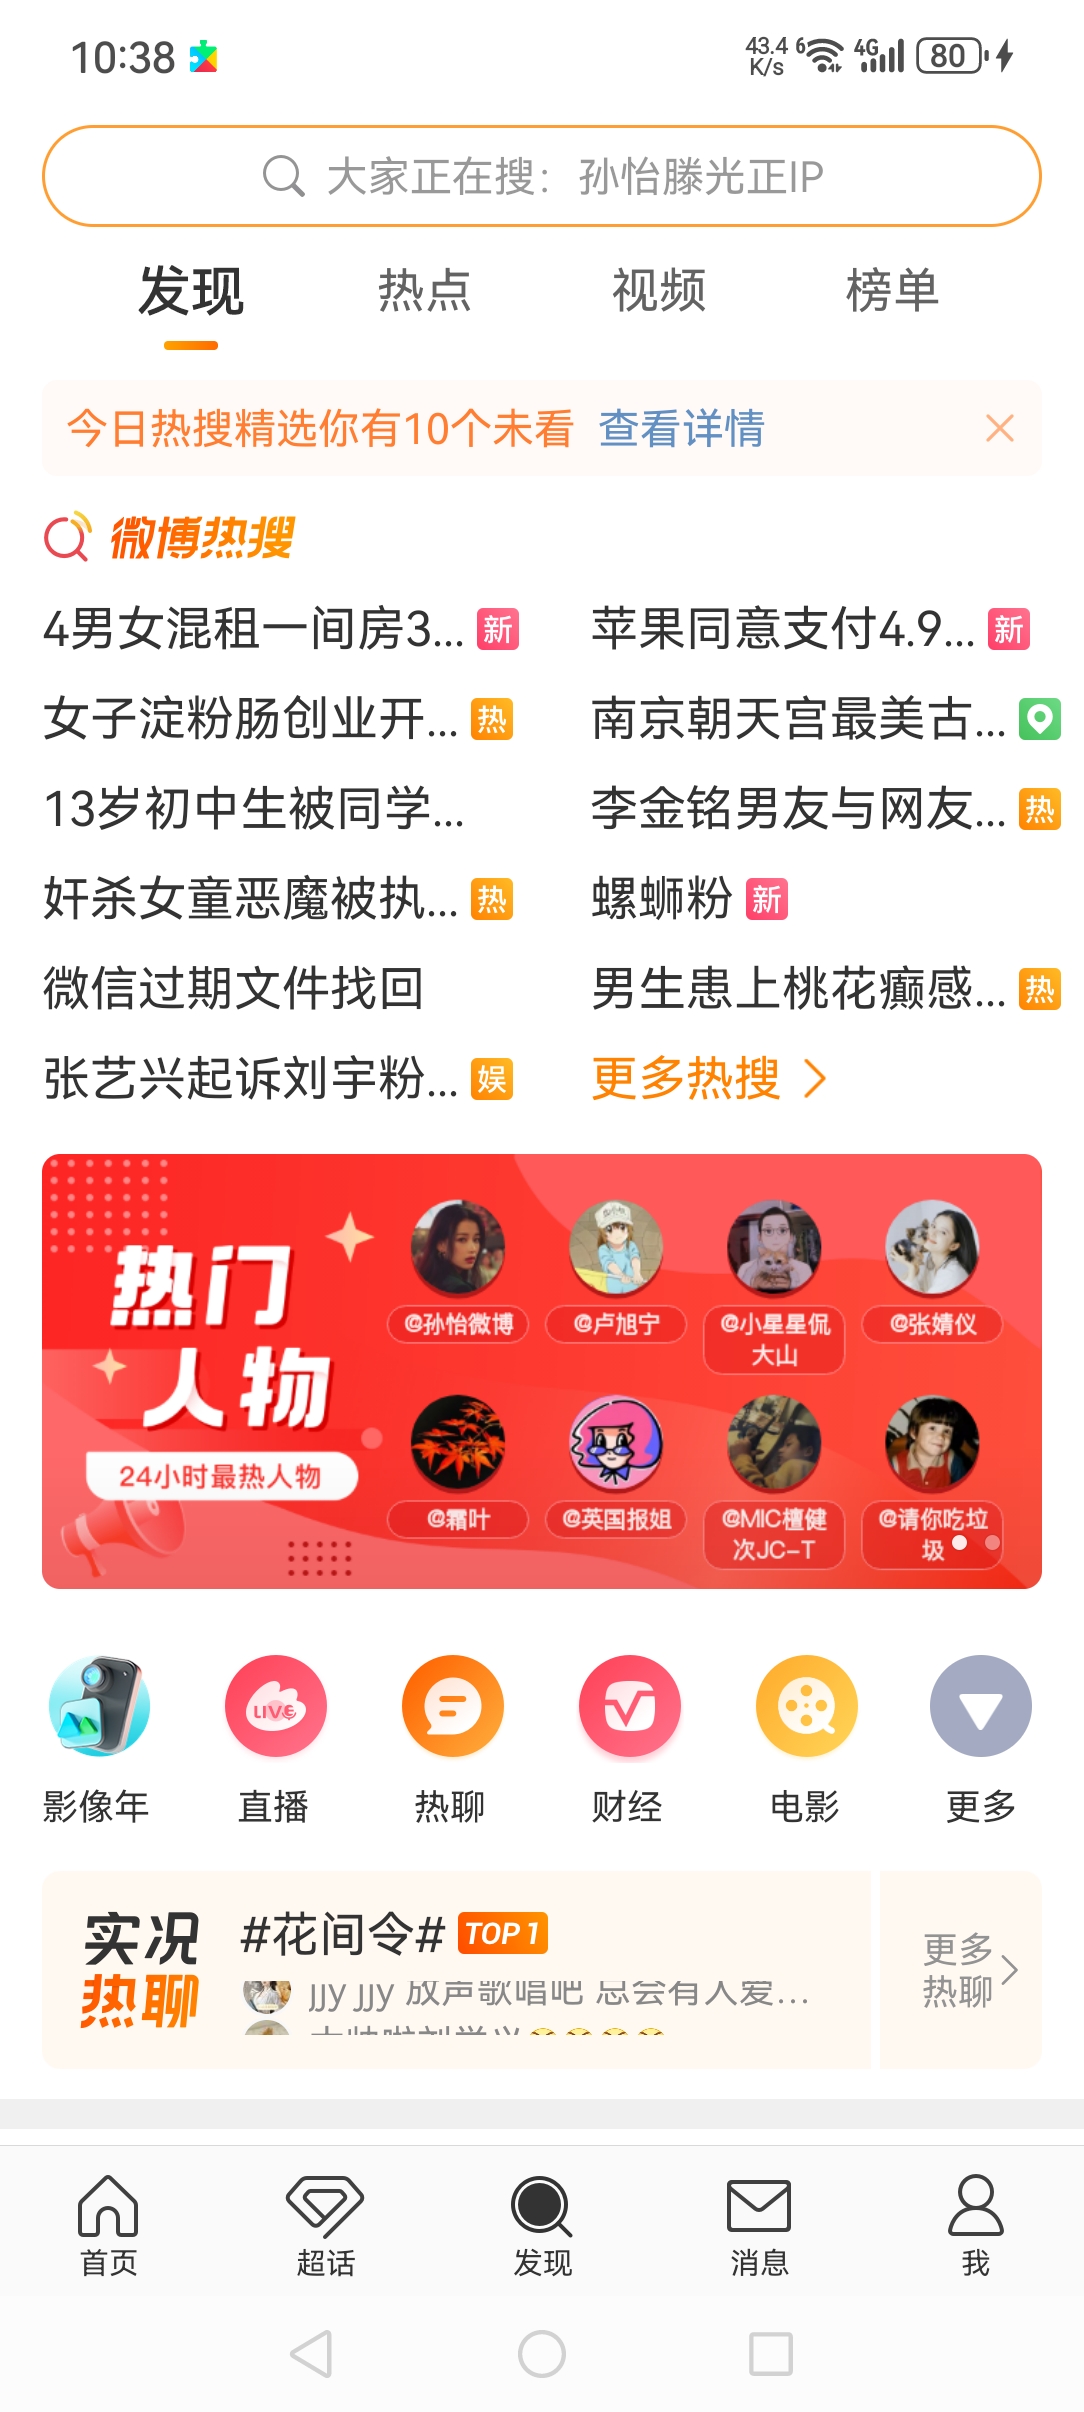 10:38
43.4 K/s
6
4G
80
大家正在搜：孙怡滕光正IP
发现 热点 视频 榜单
今日热搜精选你有10个未看 查看详情
微博热搜
4男女混租一间房3... 新
苹果同意支付4.9... 新
女子淀粉肠创业开... 热
南京朝天宫最美古...
13岁初中生被同学...
李金铭男友与网友... 热
奸杀女童恶魔被执... 热
螺蛳粉 新
微信过期文件找回
男生患上桃花癫感... 热
张艺兴起诉刘宇粉... 娱
更多热搜
热门
人物
24小时最热人物
@孙怡微博
@卢旭宁
@小星星侃
大山
@张婧仪
@霜叶
@英国报姐
@MIC檀健
次JC-T
@请你吃垃
圾
LIVE
影像年 直播 热聊 财经 电影 更多
实况
热聊
#花间令# TOP 1
jjy jjy 放声歌唱吧 总会有人爱...
更多
热聊
首页 超话 发现 消息 我